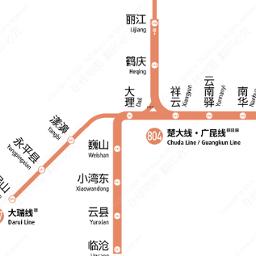 丽江
Lijiang
鹤庆
Heqing
大理
Dali
祥云
Xiangyun
云南驿
Yunnanyi
南华
Nanhua
漾濞
Yangbi
永平县
Yongpingxian
804
楚大线·广昆线
Chuda Line / Guangkun Line
巍山
Weishan
小湾东
Xiaowandong
大瑞线
Darui Line
云县
Yunxian
临沧
Lincang